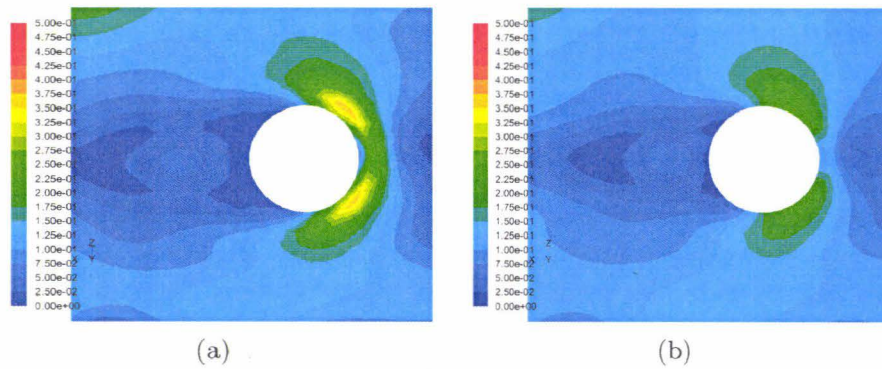 5.00e-01
4.75e-01
4.50e-01
4.25e-01
4.00e-01
3.75e-01
3.50e-01
3.25e-01
3.00e-01
2.75e-01
2.50e-01
2.25e-01
2.00e-01
1.75e-01
1.50e-01
1.25e-01
1.00e-01
7.50e-02
5.00e-02
2.50e-02
0.00e+00
Z
X Y
(a)
5.00e-01
4.75e-01
4.50e-01
4.25e-01
4.00e-01
3.75e-01
3.50e-01
3.25e-01
3.00e-01
2.75e-01
2.50e-01
2.25e-01
2.00e-01
1.75e-01
1.50e-01
1.25e-01
1.00e-01
7.50e-02
5.00e-02
2.50e-02
0.00e+00
Z
X Y
(b)